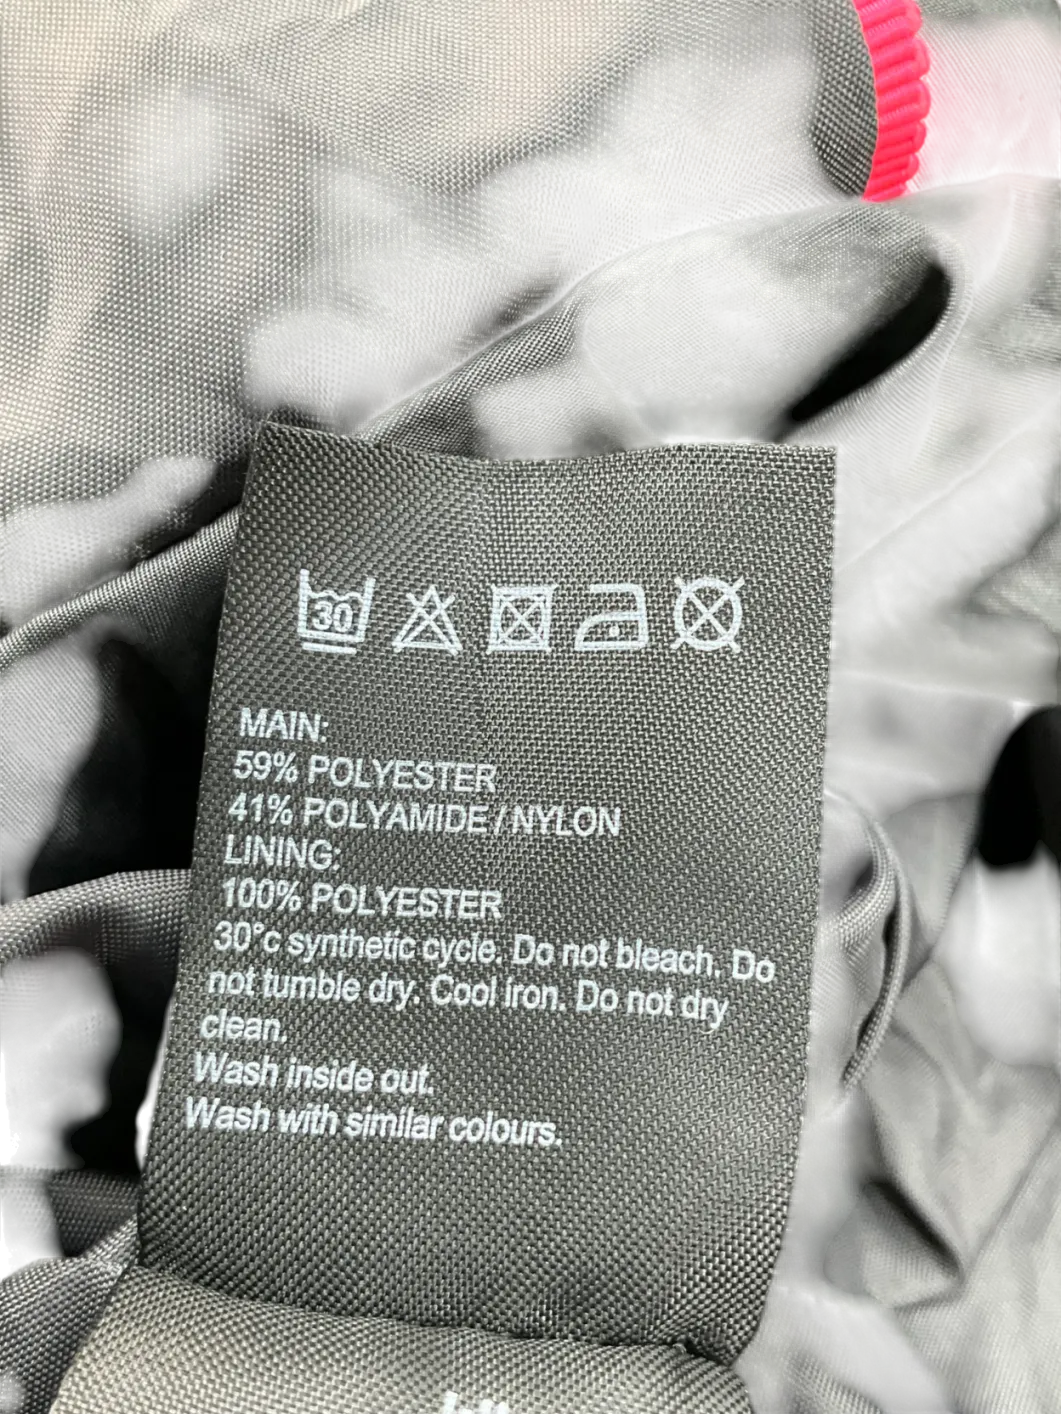 30
MAIN:
59% POLYESTER
41% POLYAMIDE / NYLON
LINING:
100% POLYESTER
30°c synthetic cycle. Do not bleach. Do
not tumble dry. Cool iron. Do not dry
clean.
Wash inside out.
Wash with similar colours.